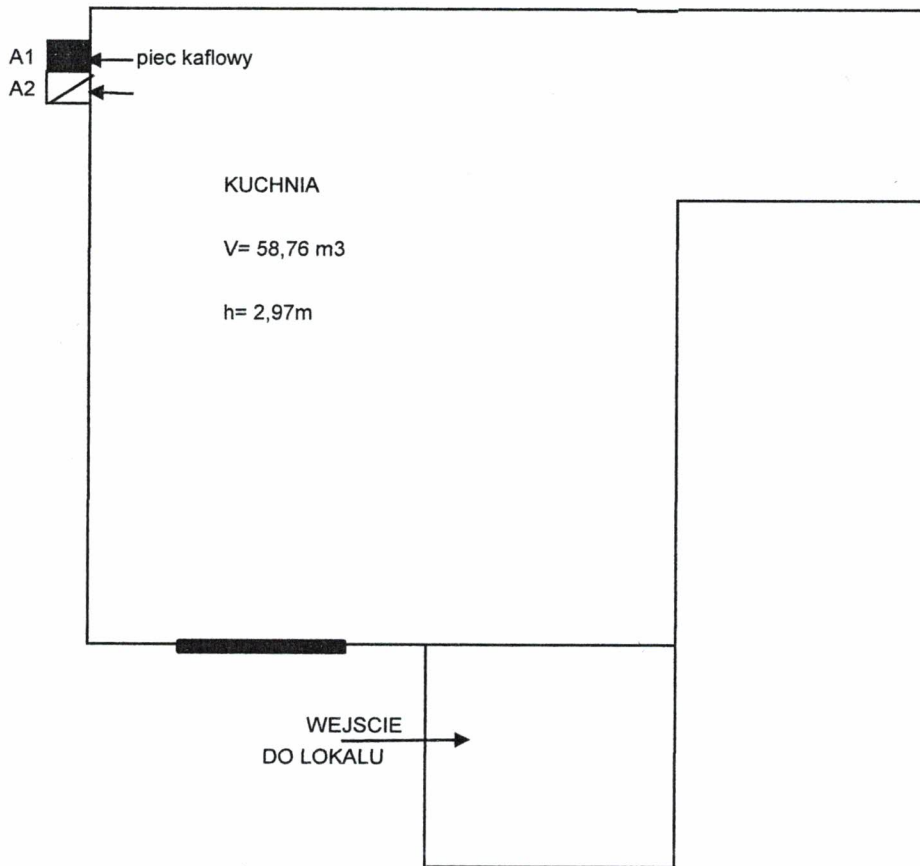 A1 piec kaflowy
A2
KUCHNIA
V= 58,76 m3
h= 2,97m
WEJSCIE
DO LOKALU